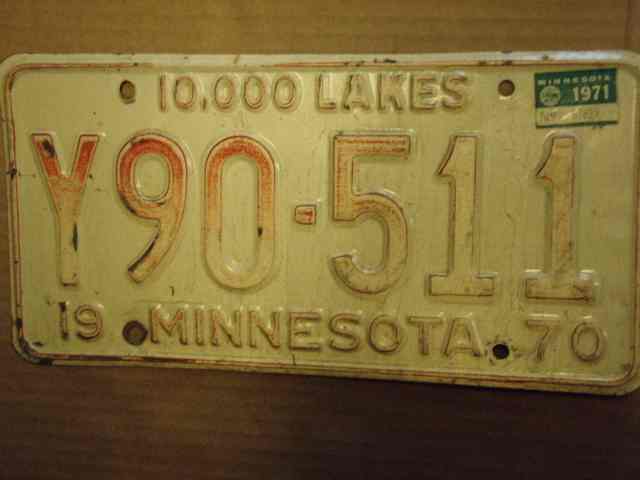 10,000 LAKES
MINNESOTA
1971
Y90-511
19 MINNESOTA 70